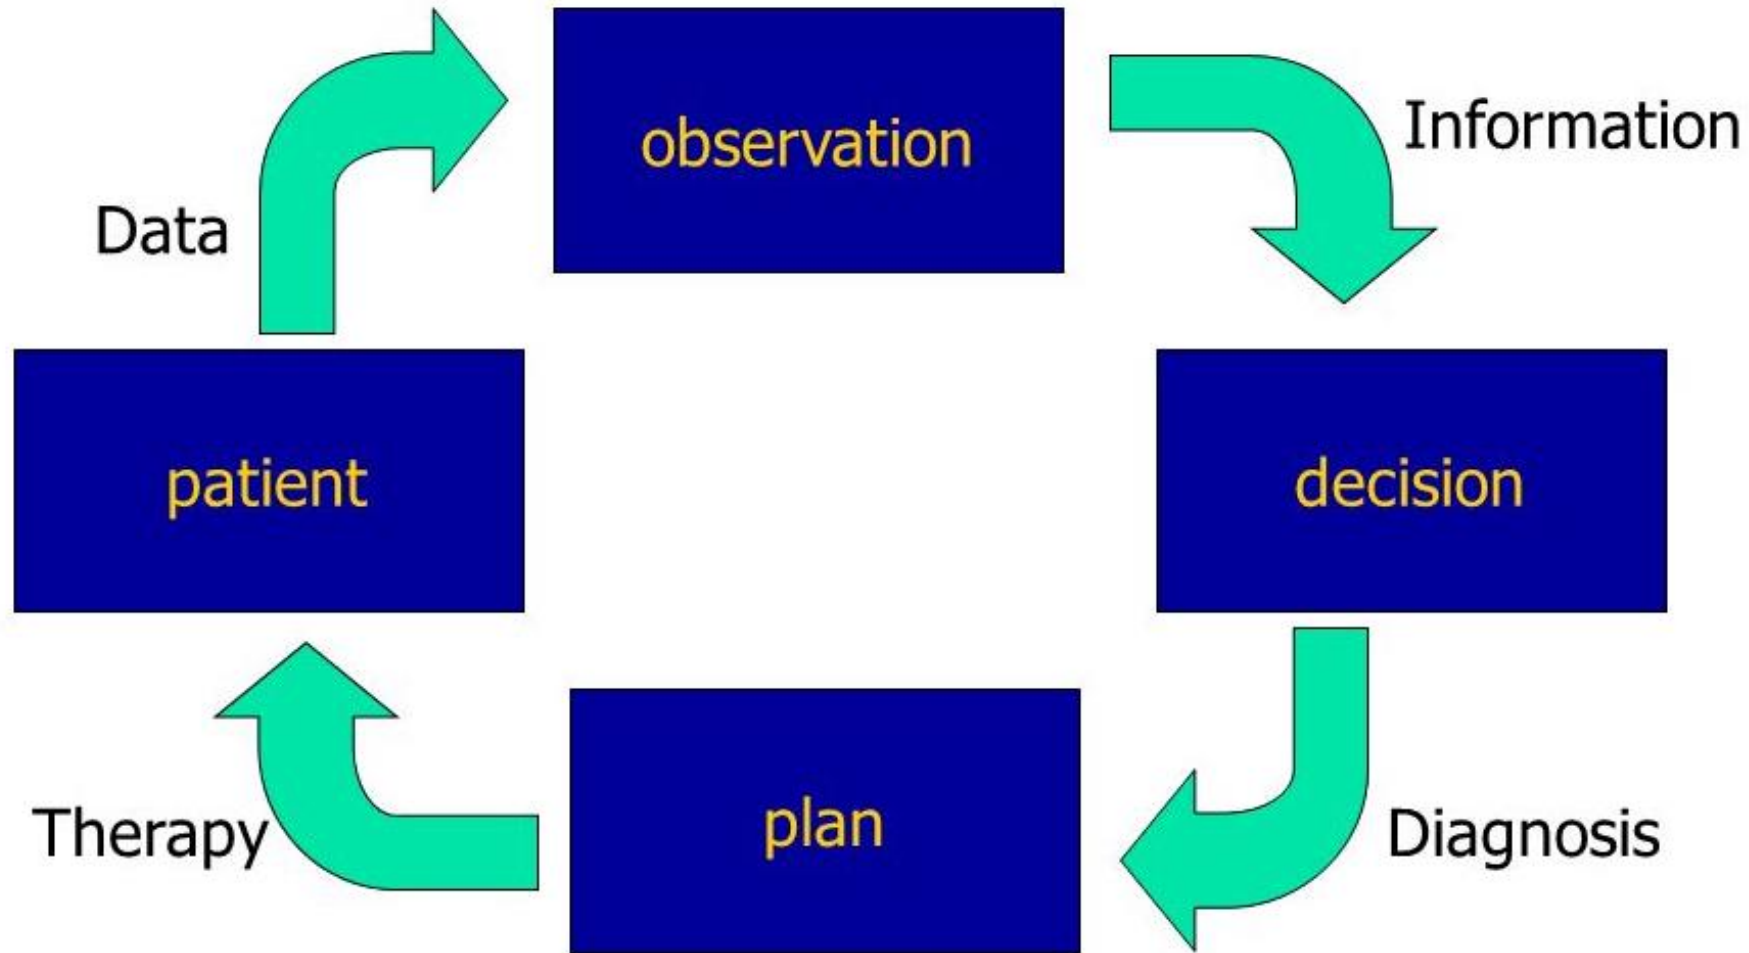 observation
Information
Data
patient
decision
plan
Therapy
Diagnosis